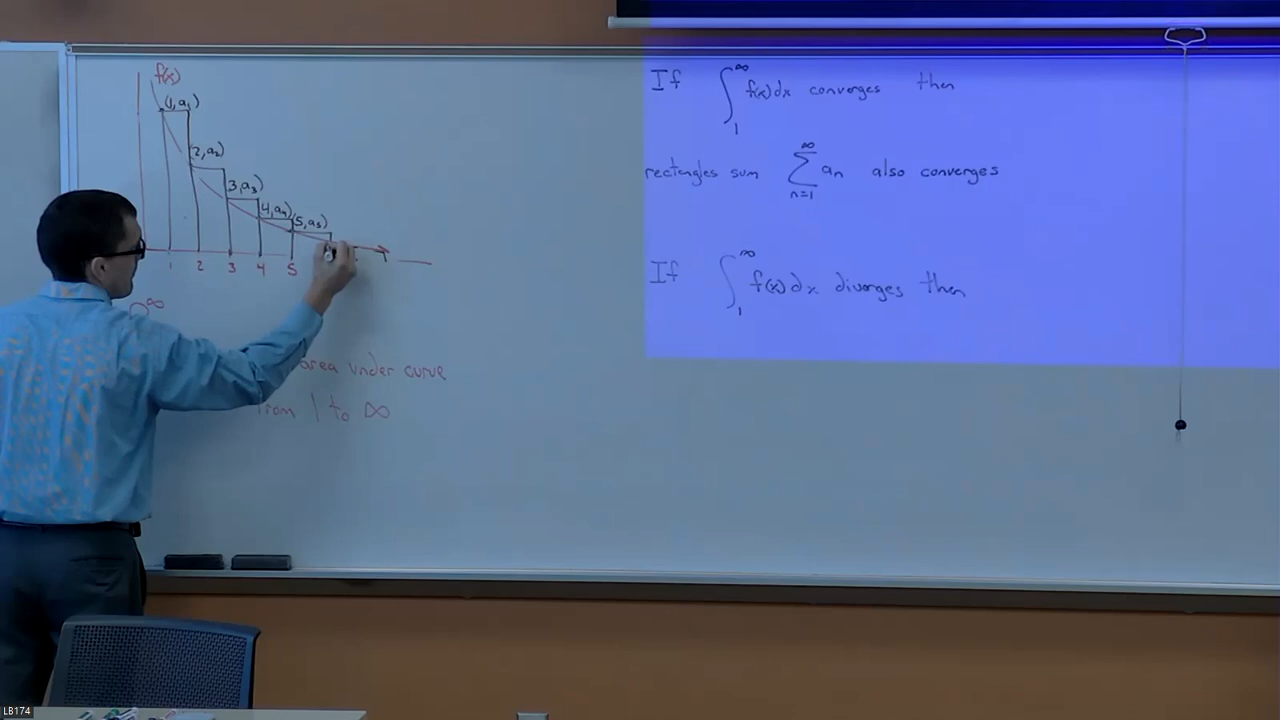 f(x)
(1,a₁)
(2,a₂)
3,a₃)
4,a₄)
(5,a₅)
1 2 3 4 5
∞
area under curve
from 1 to ∞
If ∫₁^∞ f(x)dx converges then
rectangles sum ∑_{n=1}^∞ aₙ also converges
If ∫₁^∞ f(x)dx diverges then
LB174